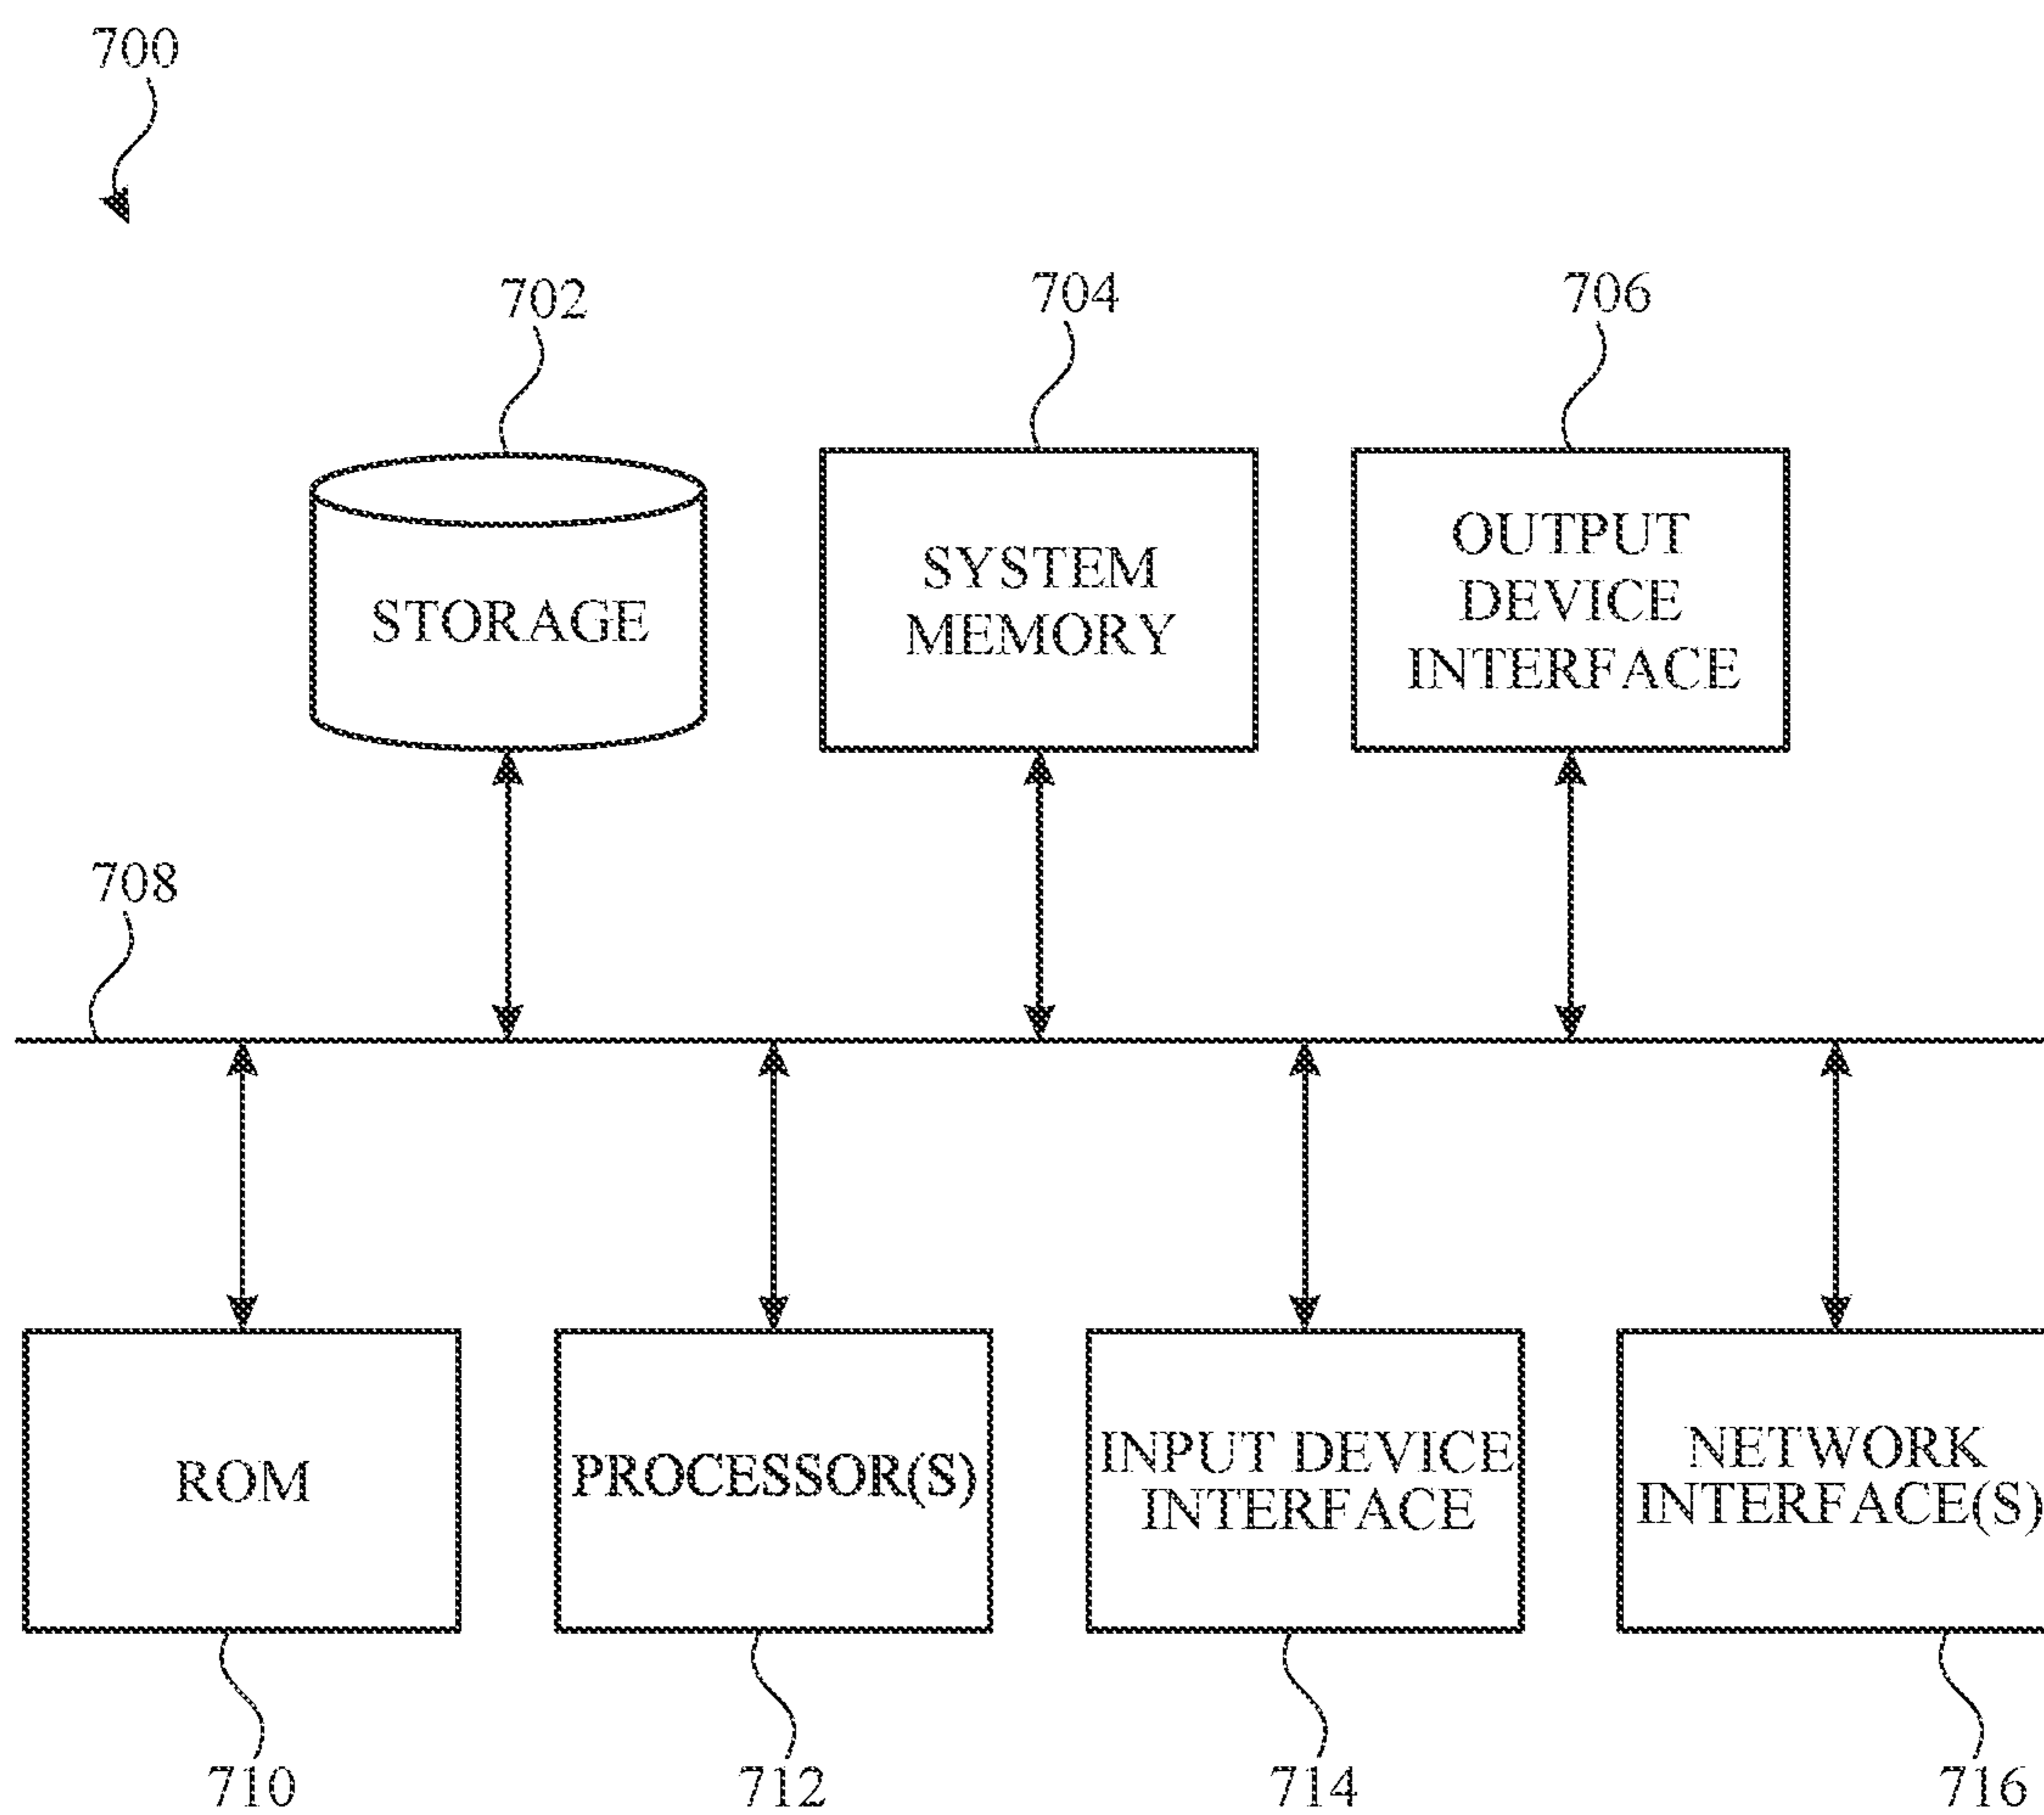 700
702
704
706
STORAGE
SYSTEM
MEMORY
OUTPUT
DEVICE
INTERFACE
708
ROM
PROCESSOR(S)
INPUT DEVICE
INTERFACE
NETWORK
INTERFACE(S)
710
712
714
716